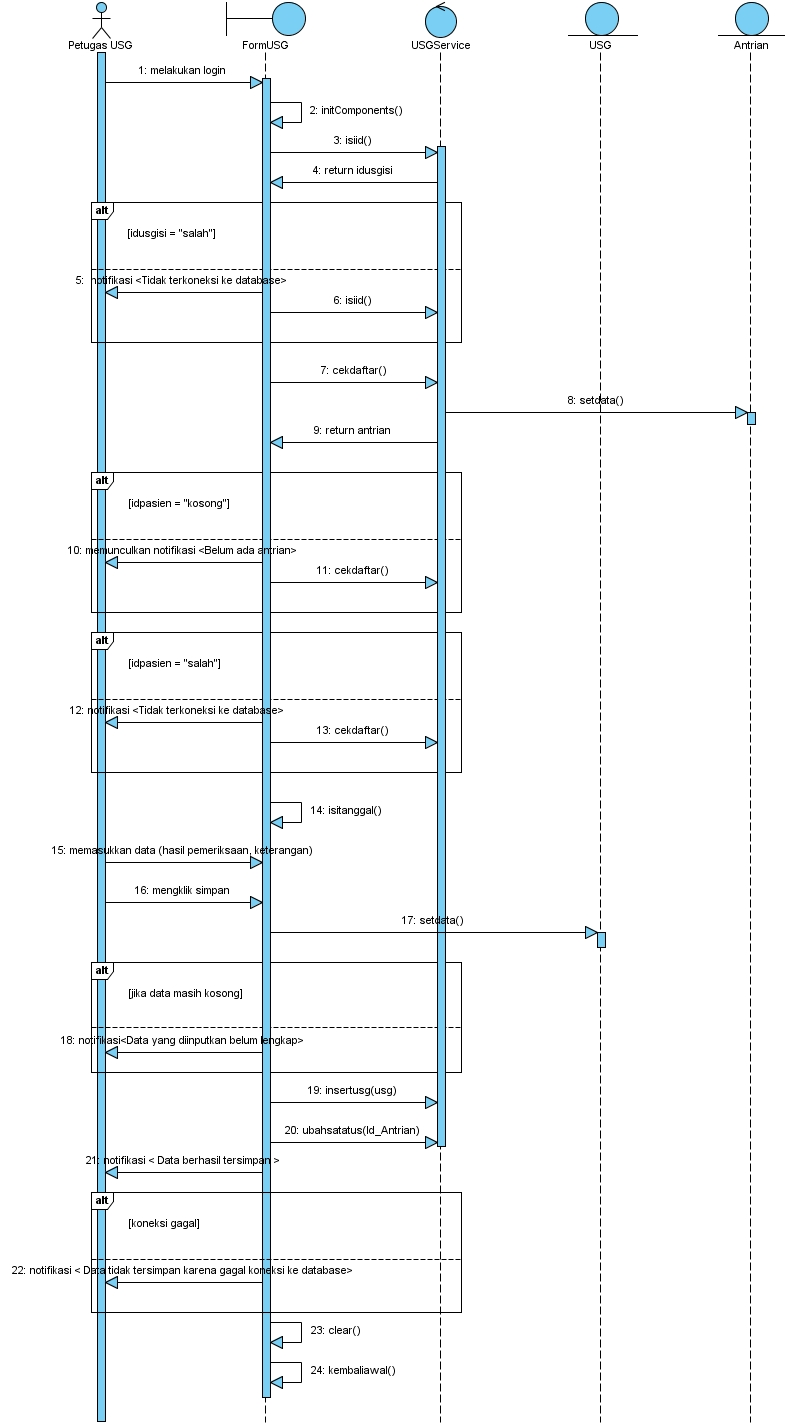 Petugas USG
FormUSG
USGService
USG
Antrian
1: melakukan login
2: initComponents()
3: isiid()
4: return idusgisi
alt
[idusgisi = "salah"]
5: notifikasi <Tidak terkoneksi ke database>
6: isiid()
7: cekdaftar()
8: setdata()
9: return antrian
alt
[idpasien = "kosong"]
10: memunculkan notifikasi <Belum ada antrian>
11: cekdaftar()
alt
[idpasien = "salah"]
12: notifikasi <Tidak terkoneksi ke database>
13: cekdaftar()
14: isitanggal()
15: memasukkan data (hasil pemeriksaan, keterangan)
16: mengklik simpan
17: setdata()
alt
[jika data masih kosong]
18: notifikasi<Data yang diinputkan belum lengkap>
19: insertusg(usg)
20: ubahsatatus(Id_Antrian)
21: notifikasi < Data berhasil tersimpan >
alt
[koneksi gagal]
22: notifikasi < Data tidak tersimpan karena gagal koneksi ke database>
23: clear()
24: kembaliawal()